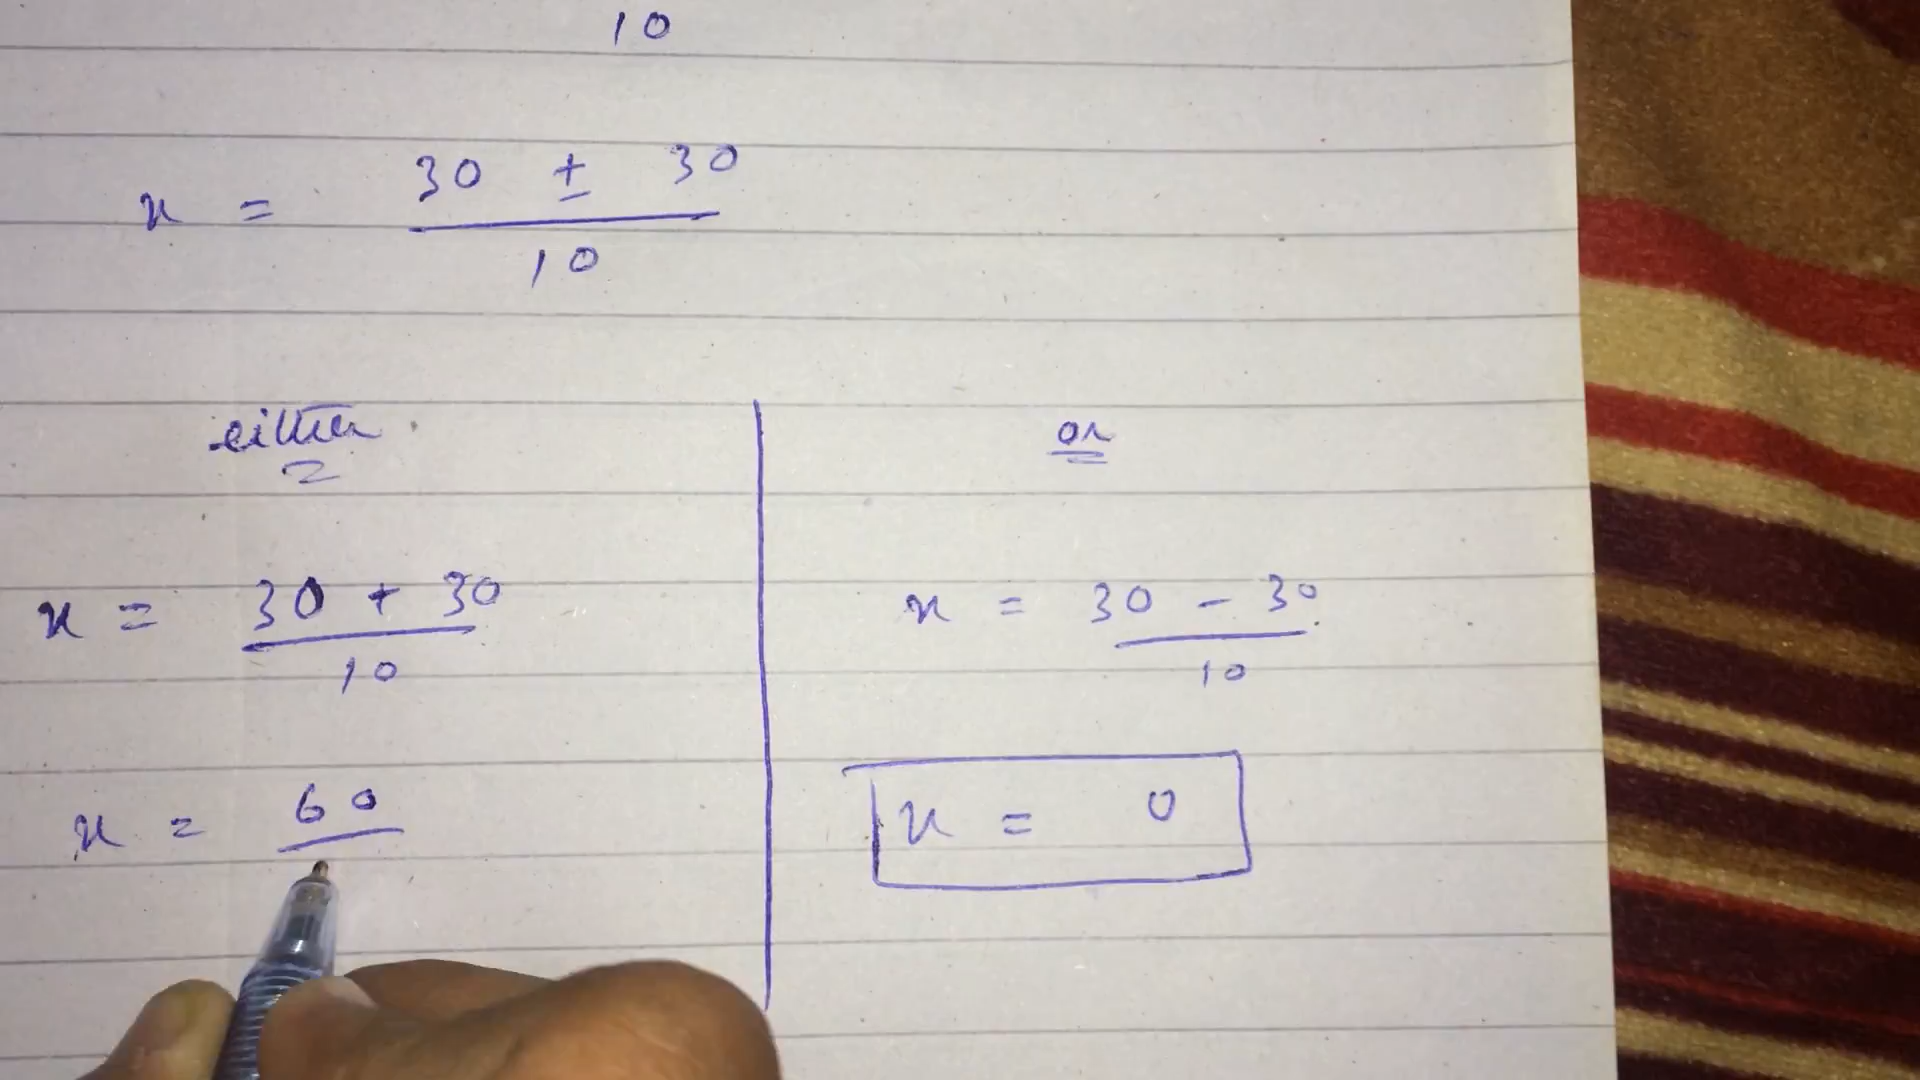 10
x = 30 ± 30
10
either
x = 30 + 30
10
x = 60
or
x = 30 - 30
10
x = 0